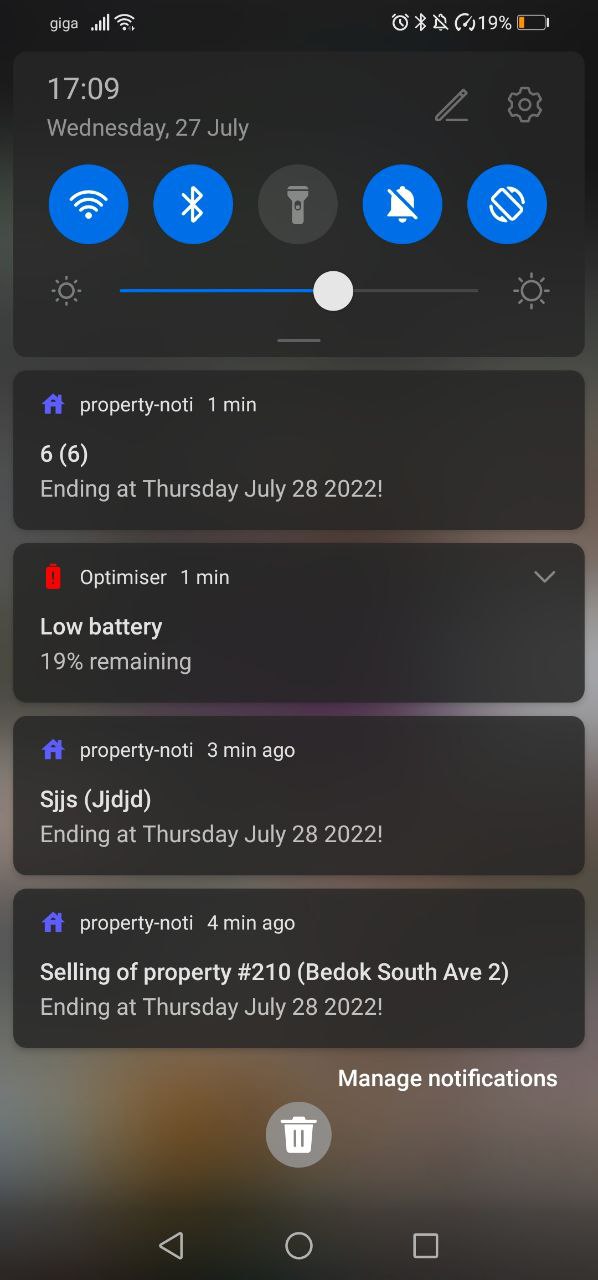 giga
19%
17:09
Wednesday, 27 July
property-noti 1 min
6 (6)
Ending at Thursday July 28 2022!
Optimiser 1 min
Low battery
19% remaining
property-noti 3 min ago
Sjjs (Jjdjd)
Ending at Thursday July 28 2022!
property-noti 4 min ago
Selling of property #210 (Bedok South Ave 2)
Ending at Thursday July 28 2022!
Manage notifications